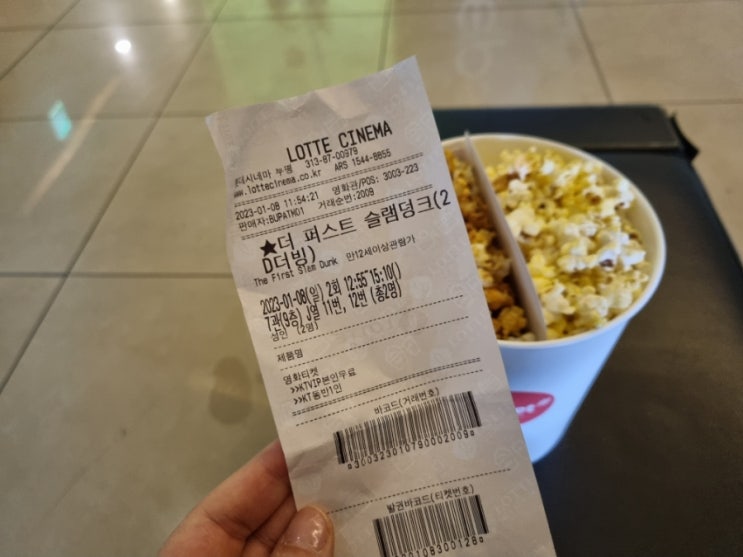 LOTTE CINEMA
롯데시네마 부평 313-87-00979
www.lottecinema.co.kr ARS 1544-8855
2023-01-08 11:54:21 영화관/POS: 3003-223
판매자:BUPATM01 거래순번:2009
★더 퍼스트 슬램덩크(2
D더빙)
The First Slam Dunk 만12세이상관람가
2023-01-08(일) 2회 12:55~15:10()
7관(9층) J열 11번, 12번 (총2명)
성인 (2명)
제품명
영화티켓
>>KTVIP본인무료
>>KT동반1인
바코드(거래번호)
발권바코드(티켓번호)